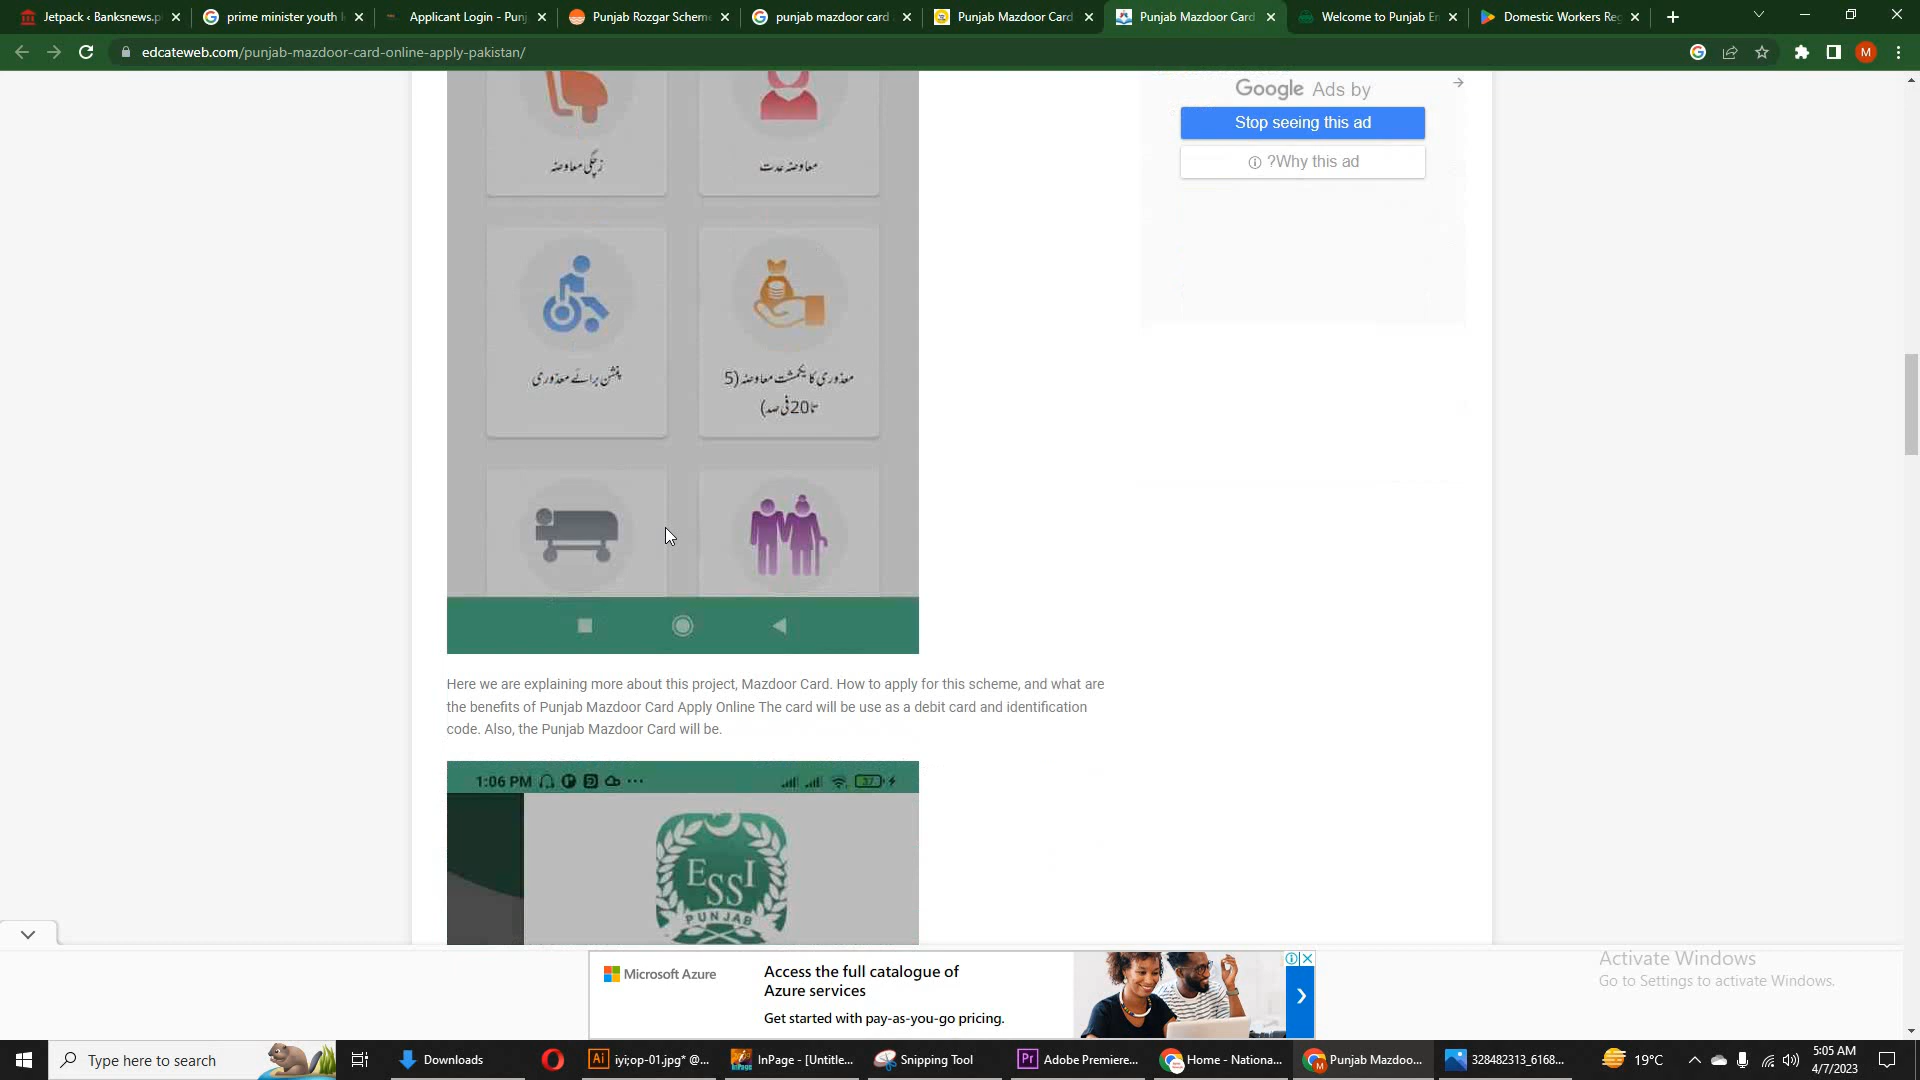 Jetpack ‹ Banksnews.p
prime minister youth l
Applicant Login - Punj
Punjab Rozgar Scheme
punjab mazdoor card
Punjab Mazdoor Card
Punjab Mazdoor Card
Welcome to Punjab En
Domestic Workers Reg
edcateweb.com/punjab-mazdoor-card-online-apply-pakistan/
M
Google Ads by
Stop seeing this ad
?Why this ad
زچگی معاوضہ
معاوضہ عدت
پنشن برائے معذوری
معذوری کا یکمشت معاوضہ (5
تا20فی صد)
Here we are explaining more about this project, Mazdoor Card. How to apply for this scheme, and what are
the benefits of Punjab Mazdoor Card Apply Online The card will be use as a debit card and identification
code. Also, the Punjab Mazdoor Card will be.
1:06 PM
37
ESSI
PUNJAB
Microsoft Azure
Access the full catalogue of
Azure services
Get started with pay-as-you-go pricing.
Activate Windows
Go to Settings to activate Windows.
Type here to search
Downloads
iyi;op-01.jpg* @...
InPage - [Untitle...
Snipping Tool
Adobe Premiere...
Home - Nationa...
Punjab Mazdoo...
328482313_6168...
19°C
5:05 AM
4/7/2023